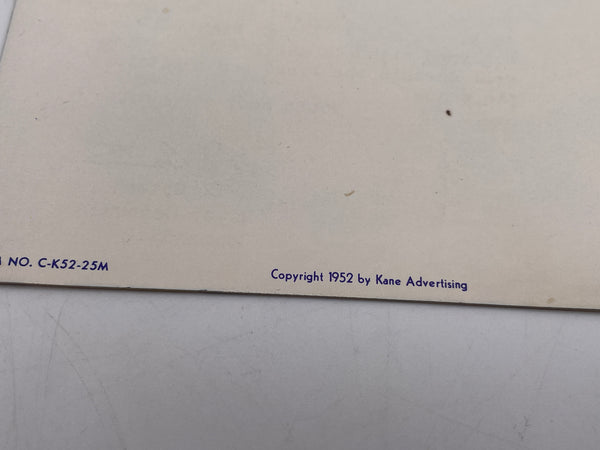 NO. C-K52-25M
Copyright 1952 by Kane Advertising